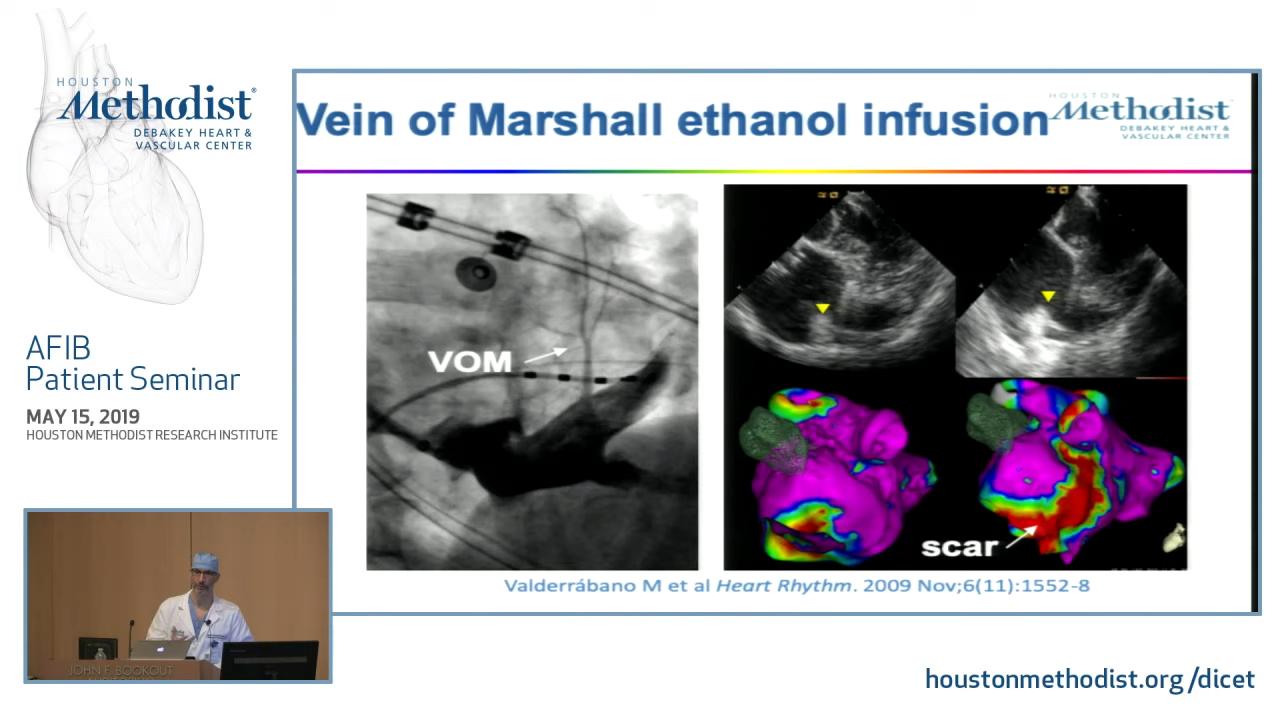 HOUSTON
Methodist®
DEBAKEY HEART &
VASCULAR CENTER
AFIB
Patient Seminar
MAY 15, 2019
HOUSTON METHODIST RESEARCH INSTITUTE
Vein of Marshall ethanol infusion
HOUSTON
Methodist
DEBAKEY HEART &
VASCULAR CENTER
VOM
scar
Valderrábano M et al Heart Rhythm. 2009 Nov;6(11):1552-8
JOHN F. BOOKOUT
houstonmethodist.org/dicet